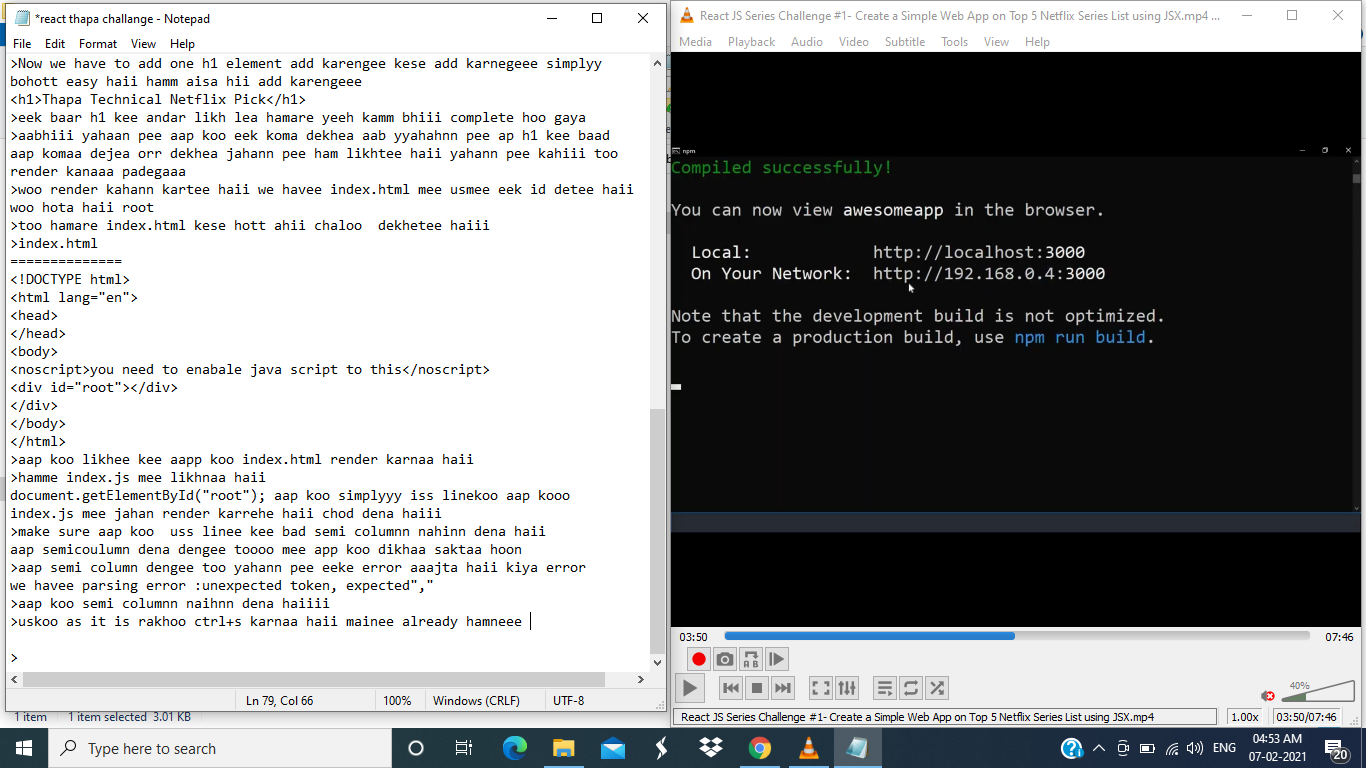 *react thapa challange - Notepad
File Edit Format View Help
>Now we have to add one h1 element add karengee kese add karnegeee simplyy
bohott easy haii hamm aisa hii add karengeee
<h1>Thapa Technical Netflix Pick</h1>
>eek baar h1 kee andar likh lea hamare yeeh kamm bhiii complete hoo gaya
>aabhiii yahaan pee aap koo eek koma dekhea aab yyahahnn pee ap h1 kee baad
aap komaa dejea orr dekhea jahann pee ham likhtee haii yahann pee kahiii too
render kanaaa padegaaa
>woo render kahann kartee haii we havee index.html mee usmee eek id detee haii
woo hota haii root
>too hamare index.html kese hott ahii chaloo  dekhetee haiii
>index.html
==============
<!DOCTYPE html>
<html lang="en">
<head>
</head>
<body>
<noscript>you need to enabale java script to this</noscript>
<div id="root"></div>
</div>
</body>
</html>
>aap koo likhee kee aapp koo index.html render karnaa haii
>hamme index.js mee likhnaa haii
document.getElementById("root"); aap koo simplyyy iss linekoo aap kooo
index.js mee jahan render karrehe haii chod dena haiii
>make sure aap koo  uss linee kee bad semi columnn nahinn dena haii
aap semicoulumn dena dengee toooo mee app koo dikhaa saktaa hoon
>aap semi column dengee too yahann pee eeke error aaajta haii kiya error
we havee parsing error :unexpected token, expected","
>aap koo semi columnn naihnn dena haiiii
>uskoo as it is rakhoo ctrl+s karnaa haii mainee already hamneee
>
Ln 79, Col 66 100% Windows (CRLF) UTF-8
1 item 1 item selected 3.01 KB
React JS Series Challenge #1- Create a Simple Web App on Top 5 Netflix Series List using JSX.mp4 ...
Media Playback Audio Video Subtitle Tools View Help
npm
Compiled successfully!
You can now view awesomeapp in the browser.
Local: http://localhost:3000
On Your Network: http://192.168.0.4:3000
Note that the development build is not optimized.
To create a production build, use npm run build.
03:50 07:46
A B
40%
React JS Series Challenge #1- Create a Simple Web App on Top 5 Netflix Series List using JSX.mp4 1.00x 03:50/07:46
Type here to search
ENG
04:53 AM
07-02-2021
20